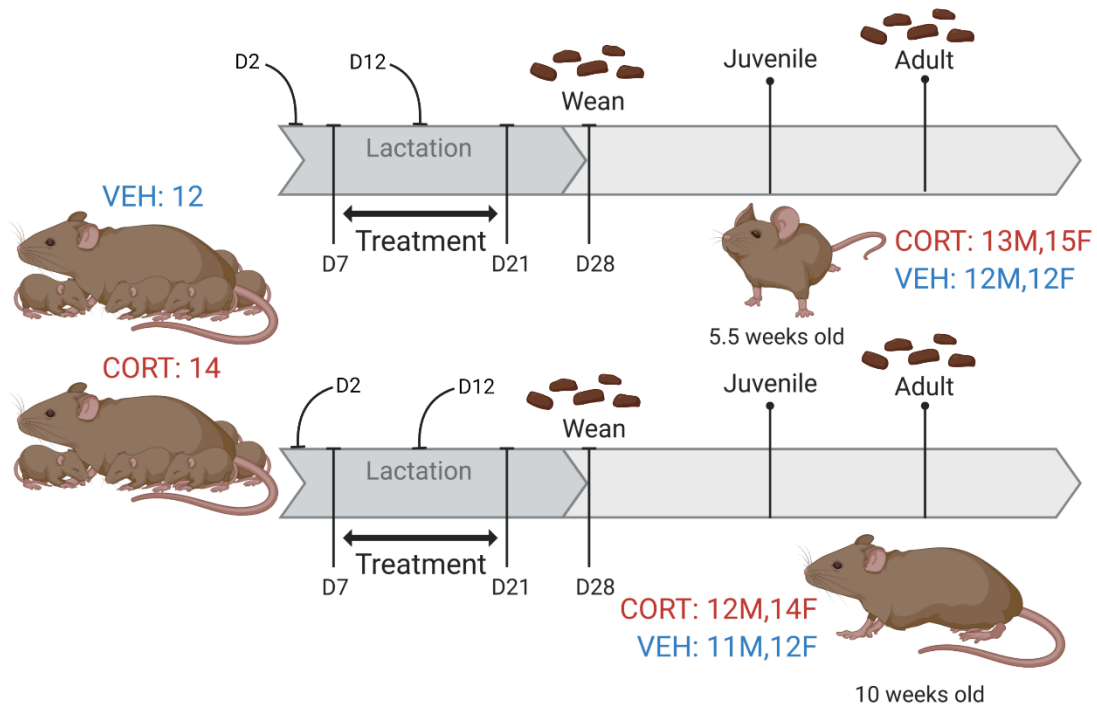 D2
D12
Wean
Juvenile
Adult
Lactation
VEH: 12
Treatment
D7
D21
D28
CORT: 13M,15F
VEH: 12M,12F
5.5 weeks old
CORT: 14
D2
D12
Wean
Juvenile
Adult
Lactation
Treatment
D7
D21
D28
CORT: 12M,14F
VEH: 11M,12F
10 weeks old